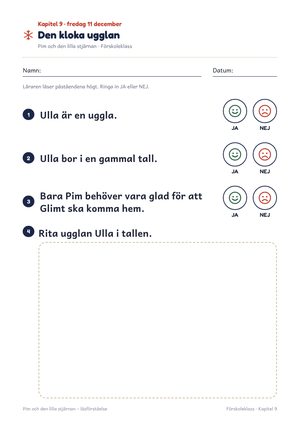 Kapitel 9 · fredag 11 december
Den kloka ugglan
Pim och den lilla stjärnan · Förskoleklass
Namn:
Datum:
Läraren läser påståendena högt. Ringa in JA eller NEJ.
1 Ulla är en uggla.
JA NEJ
2 Ulla bor i en gammal tall.
JA NEJ
3 Bara Pim behöver vara glad för att
Glimt ska komma hem.
JA NEJ
4 Rita ugglan Ulla i tallen.
Pim och den lilla stjärnan – läsförståelse
Förskoleklass · Kapitel 9